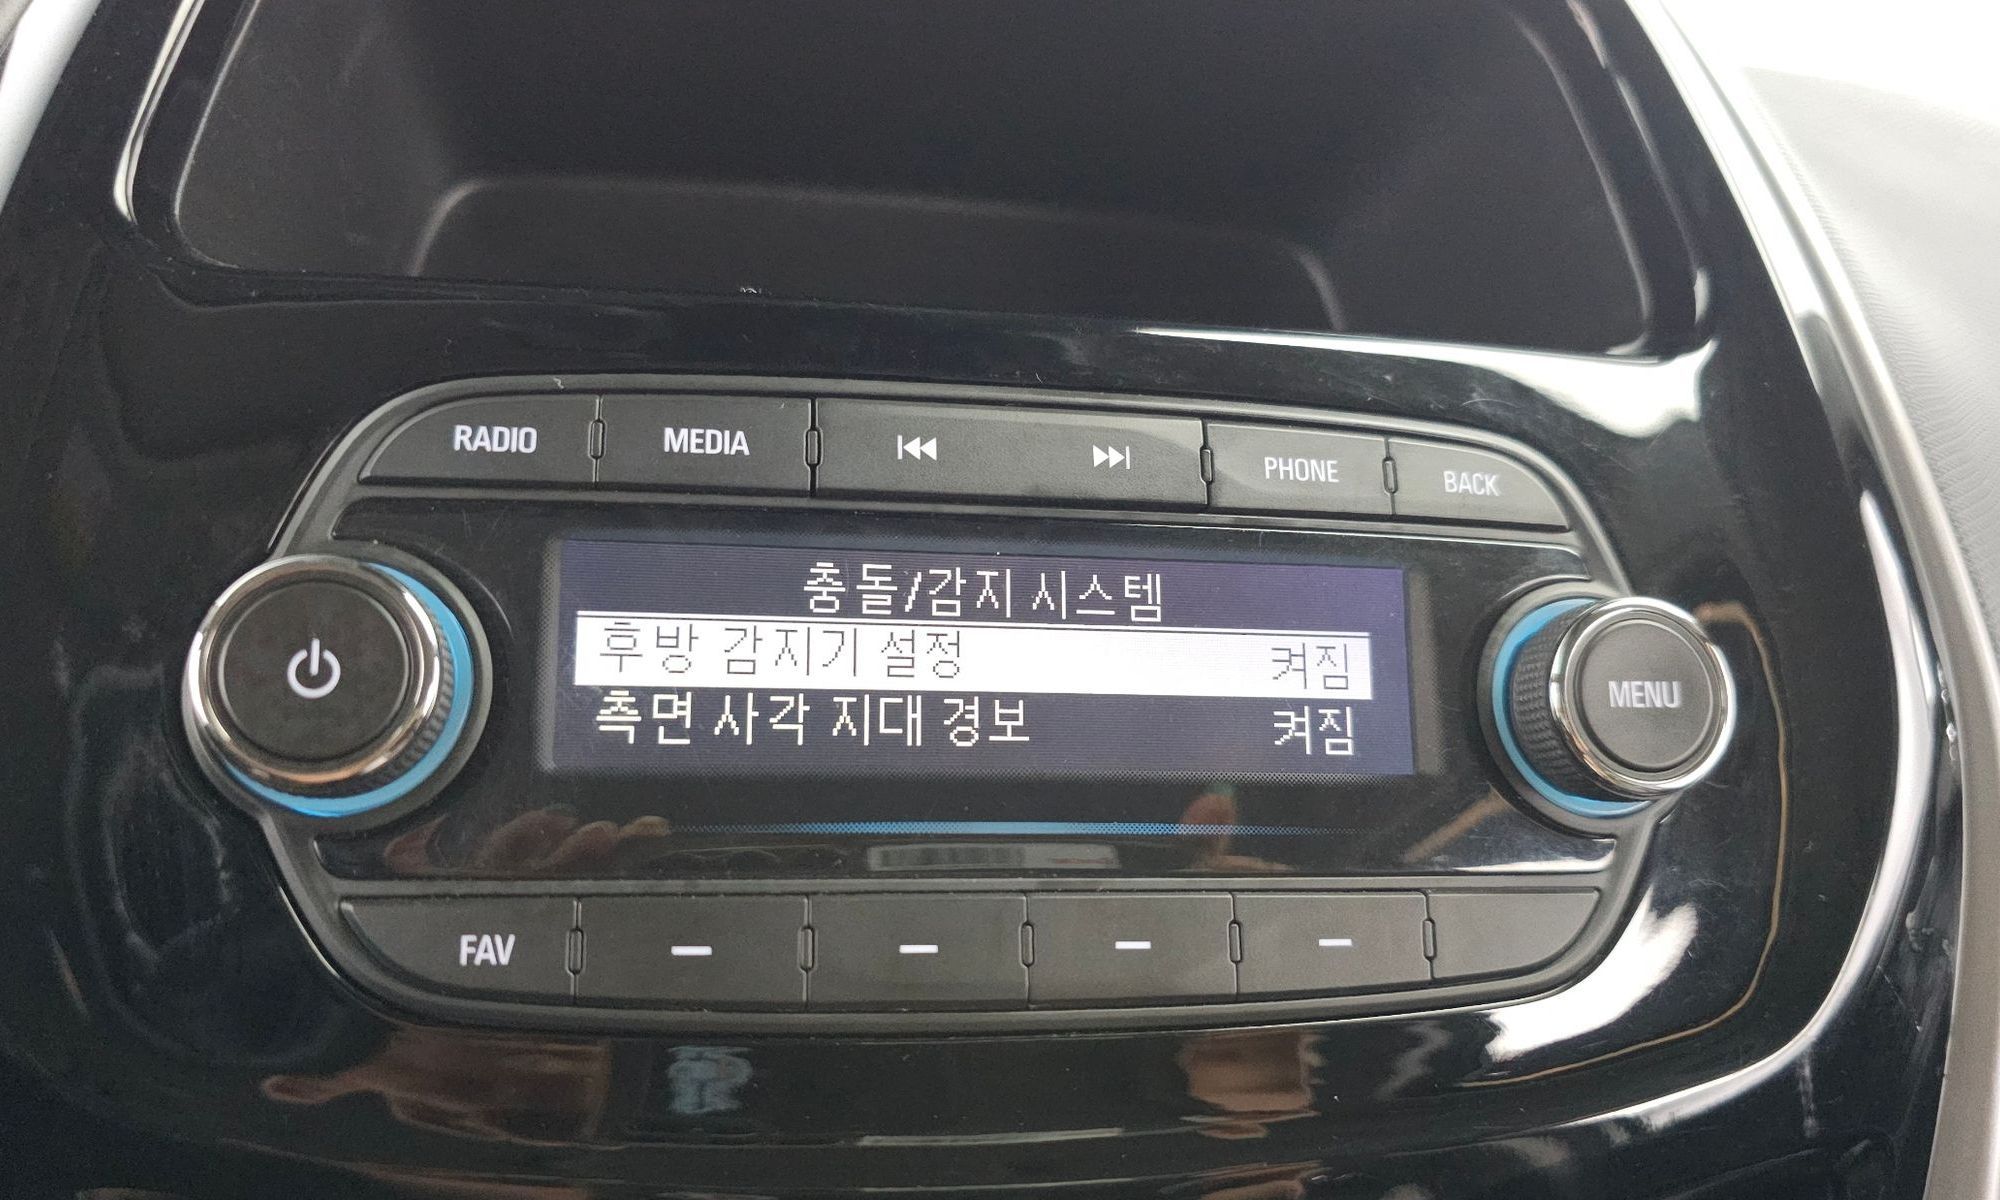 RADIO MEDIA PHONE BACK
충돌/감지 시스템
후방 감지기 설정 켜짐
측면 사각 지대 경보 켜짐
MENU
FAV